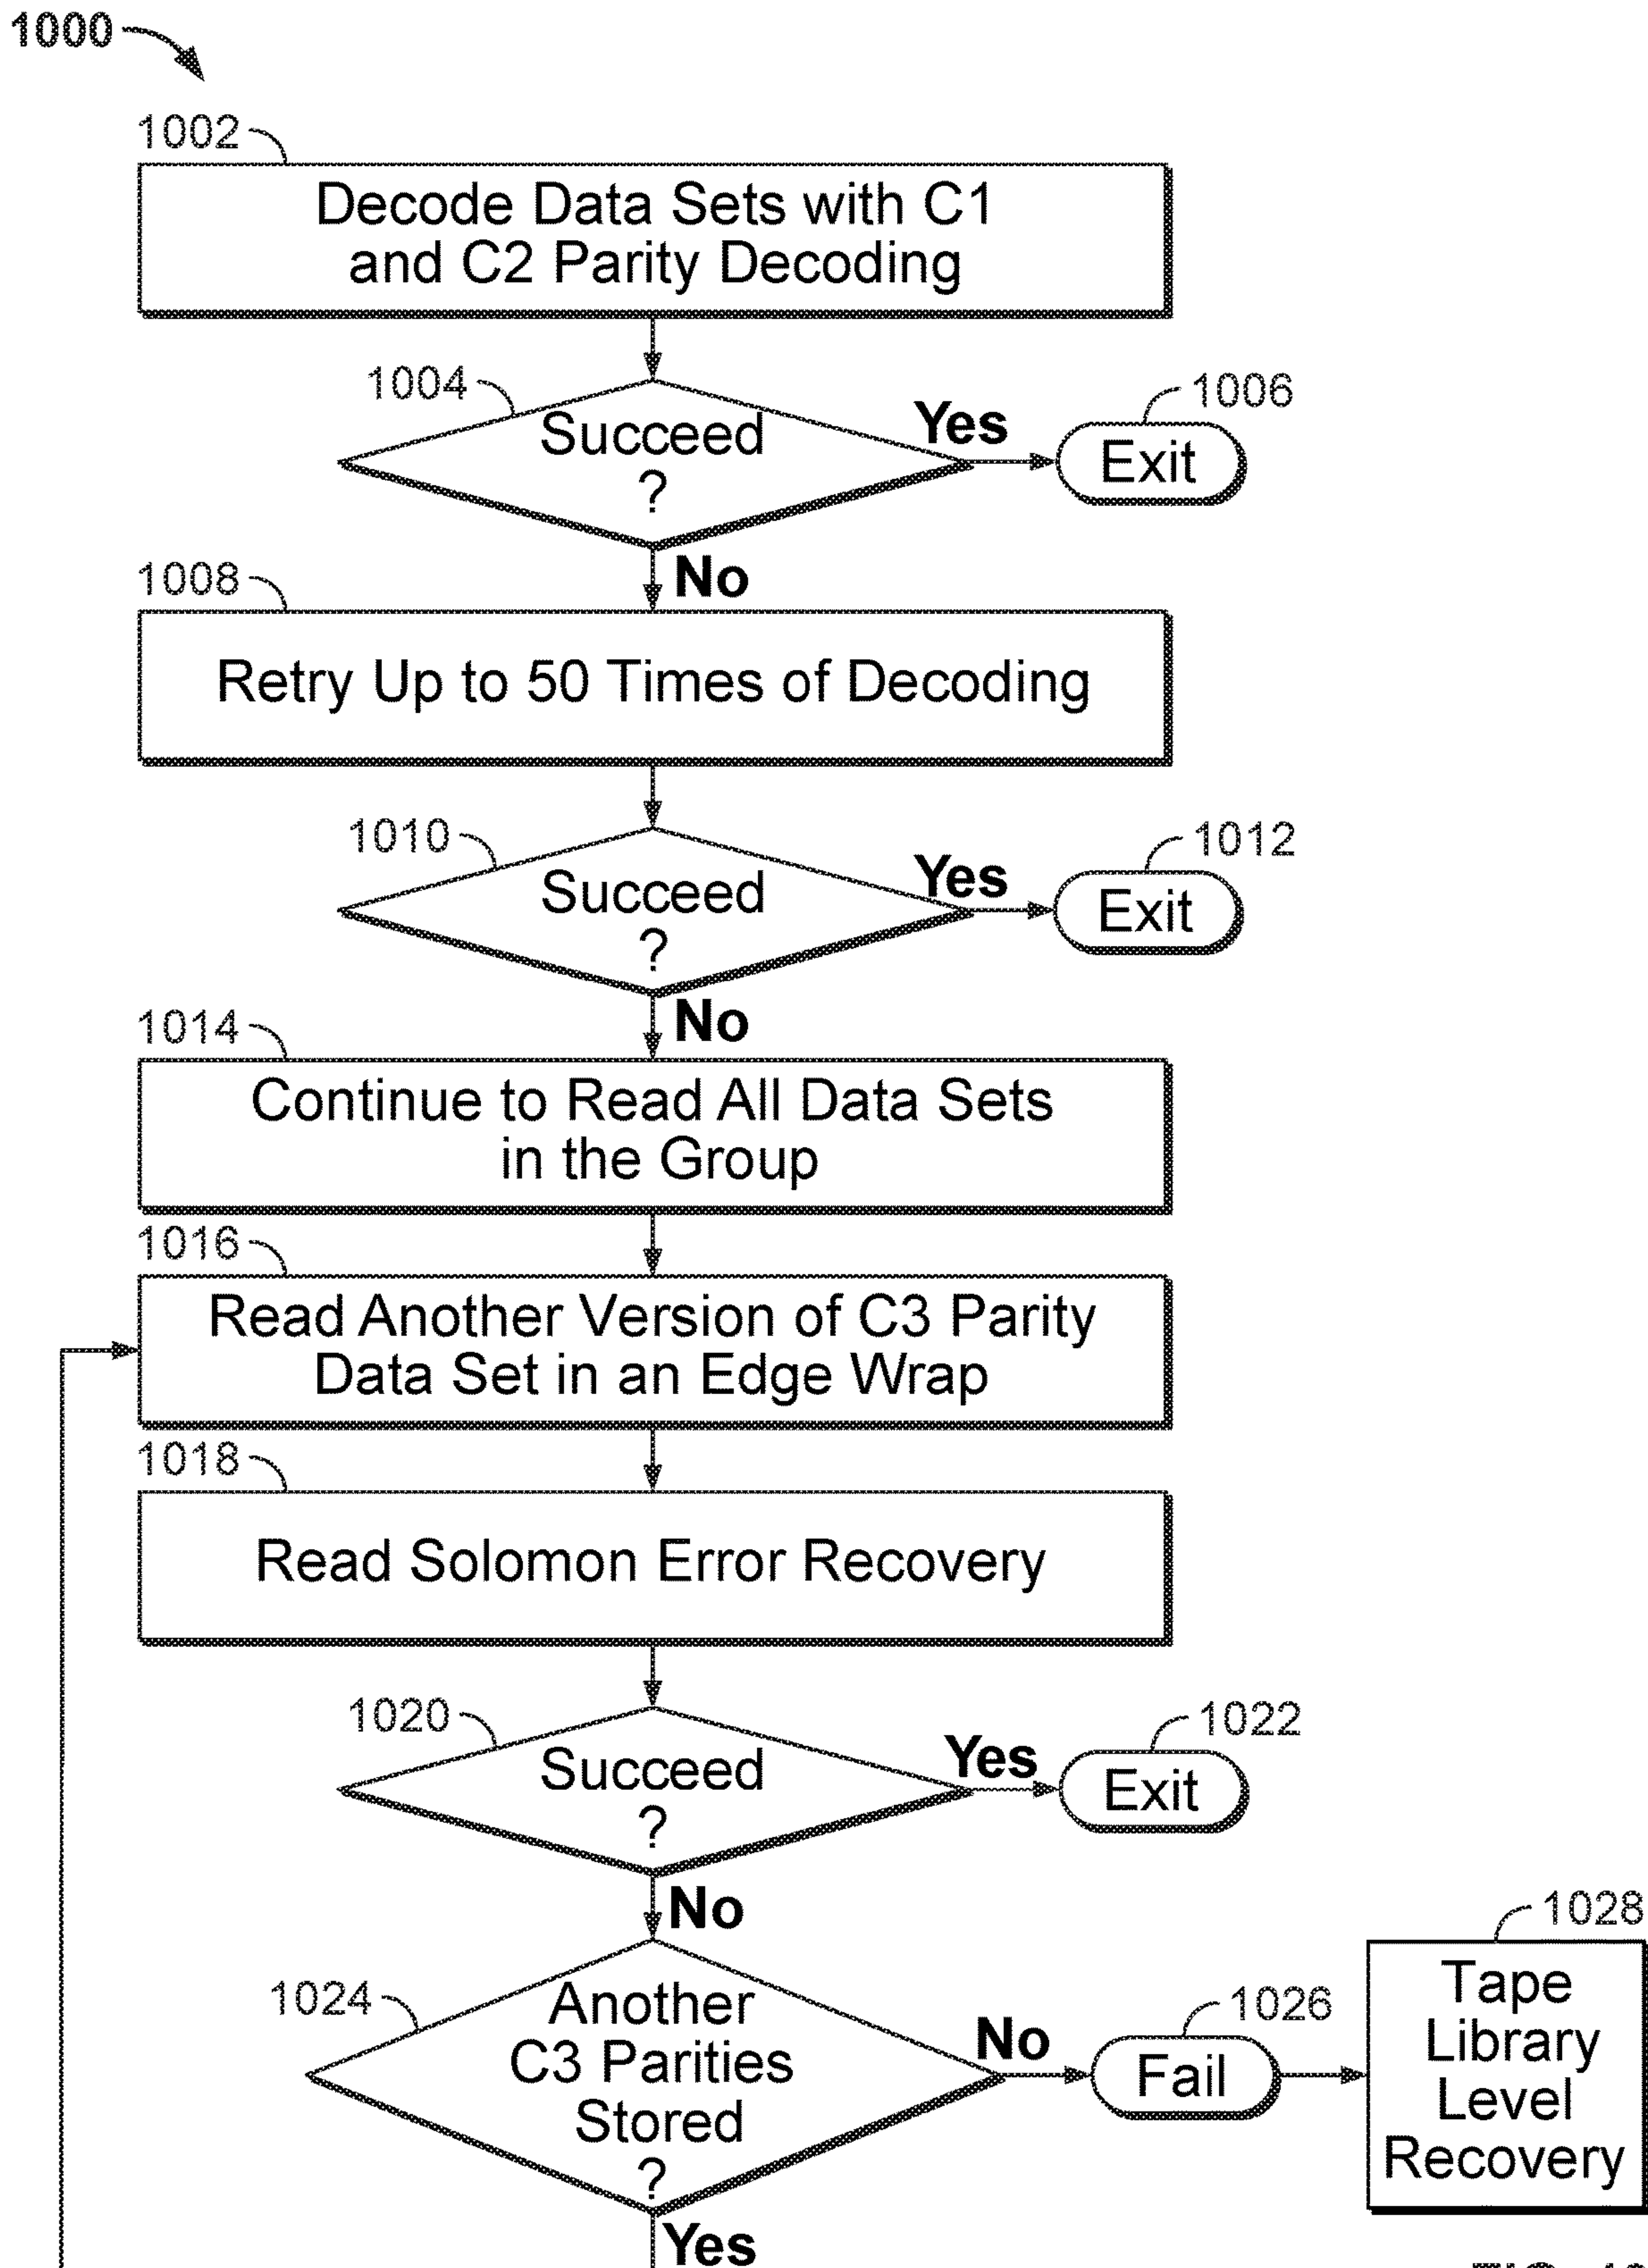 1000
1002
Decode Data Sets with C1
and C2 Parity Decoding
1004
Succeed
?
Yes
1006
Exit
No
1008
Retry Up to 50 Times of Decoding
1010
Succeed
?
Yes
1012
Exit
No
1014
Continue to Read All Data Sets
in the Group
1016
Read Another Version of C3 Parity
Data Set in an Edge Wrap
1018
Read Solomon Error Recovery
1020
Succeed
?
Yes
1022
Exit
No
1024
Another
C3 Parities
Stored
?
No
1026
Fail
1028
Tape
Library
Level
Recovery
Yes